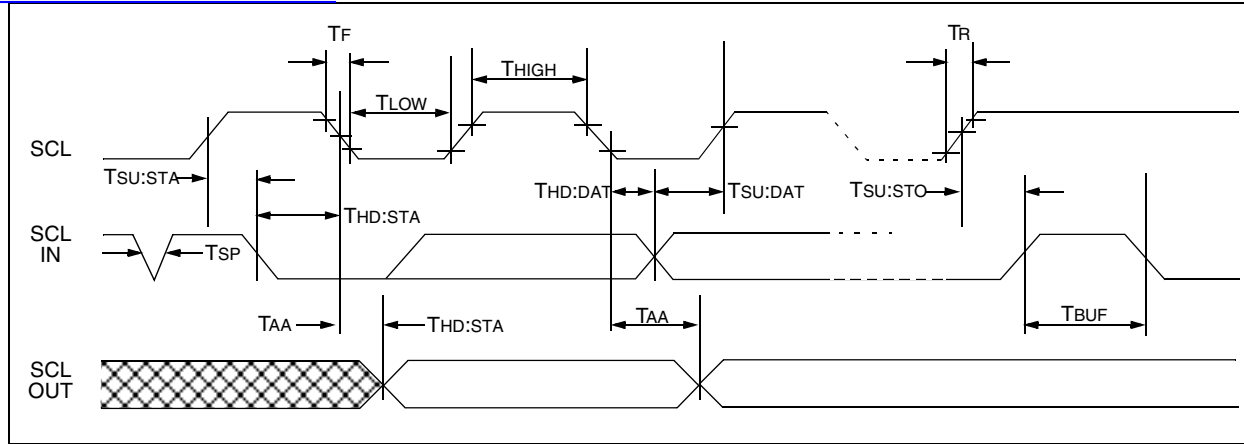 TF
TR
THIGH
TLOW
SCL
TSU:STA
THD:DAT
TSU:DAT
TSU:STO
THD:STA
SCL
IN
TSP
TAA
THD:STA
TAA
TBUF
SCL
OUT